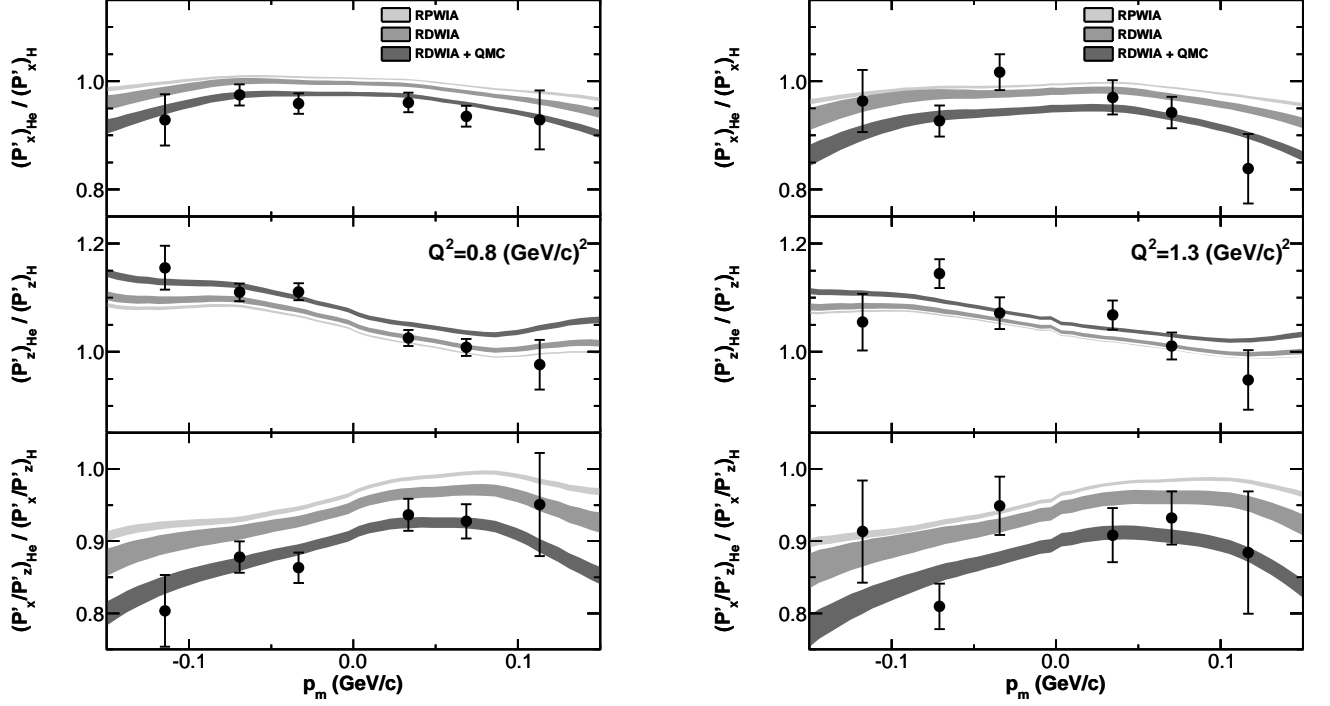 RPWIA
RDWIA
RDWIA + QMC
(P'x)He / (P'x)H
1.0
0.8
Q²=0.8 (GeV/c)²
(P'z)He / (P'z)H
1.2
1.0
(P'x/P'z)He / (P'x/P'z)H
1.0
0.9
0.8
-0.1 0.0 0.1
pm (GeV/c)
RPWIA
RDWIA
RDWIA + QMC
(P'x)He / (P'x)H
1.0
0.8
Q²=1.3 (GeV/c)²
(P'z)He / (P'z)H
1.2
1.0
(P'x/P'z)He / (P'x/P'z)H
1.0
0.9
0.8
-0.1 0.0 0.1
pm (GeV/c)